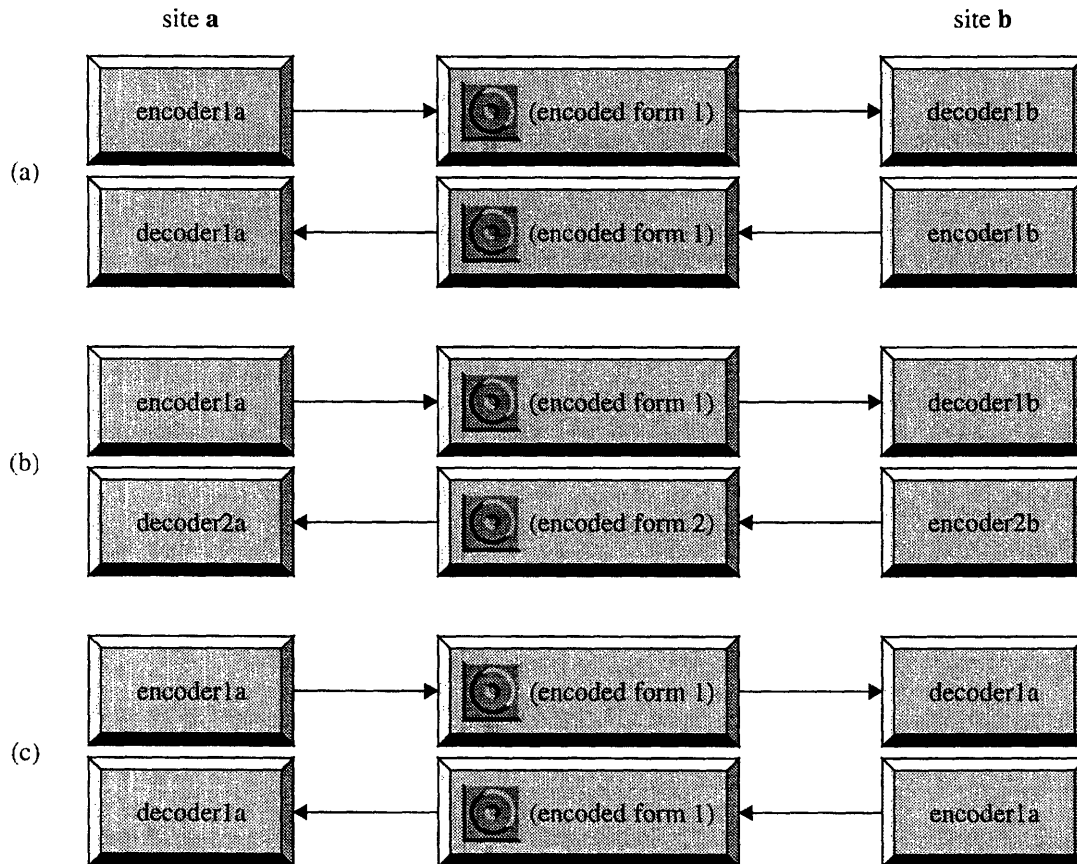 site a
site b
(a)
encoder1a
(encoded form 1)
decoder1b
decoder1a
(encoded form 1)
encoder1b
(b)
encoder1a
(encoded form 1)
decoder1b
decoder2a
(encoded form 2)
encoder2b
(c)
encoder1a
(encoded form 1)
decoder1a
decoder1a
(encoded form 1)
encoder1a